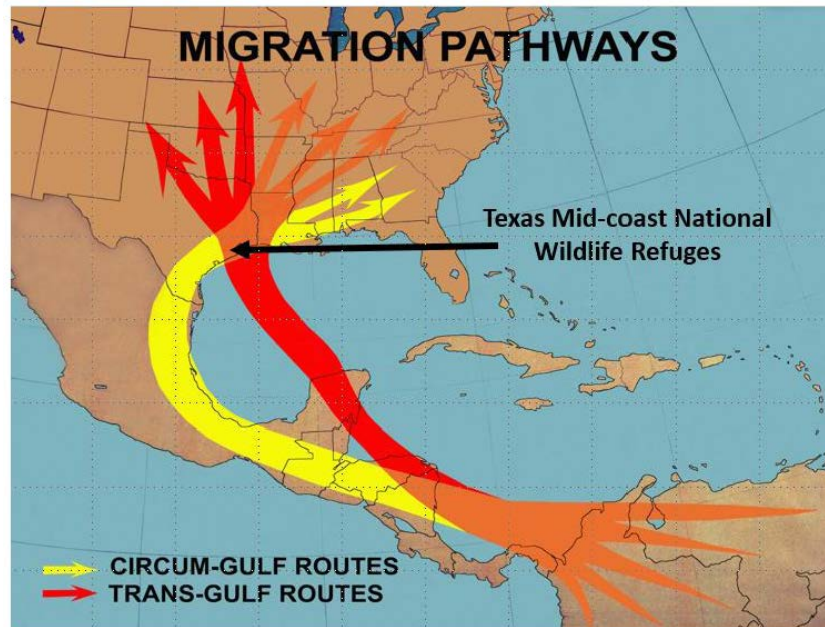 MIGRATION PATHWAYS
Texas Mid-coast National
Wildlife Refuges
CIRCUM-GULF ROUTES
TRANS-GULF ROUTES